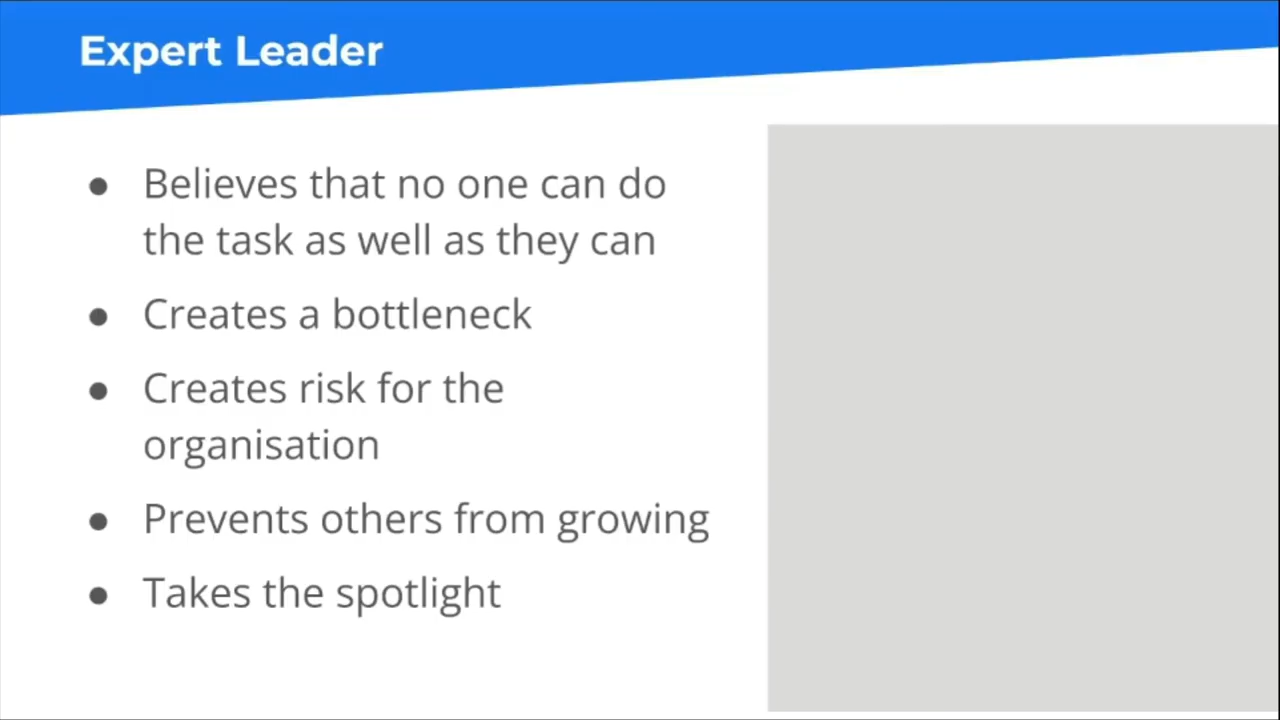 Expert Leader
● Believes that no one can do
the task as well as they can
● Creates a bottleneck
● Creates risk for the
organisation
● Prevents others from growing
● Takes the spotlight